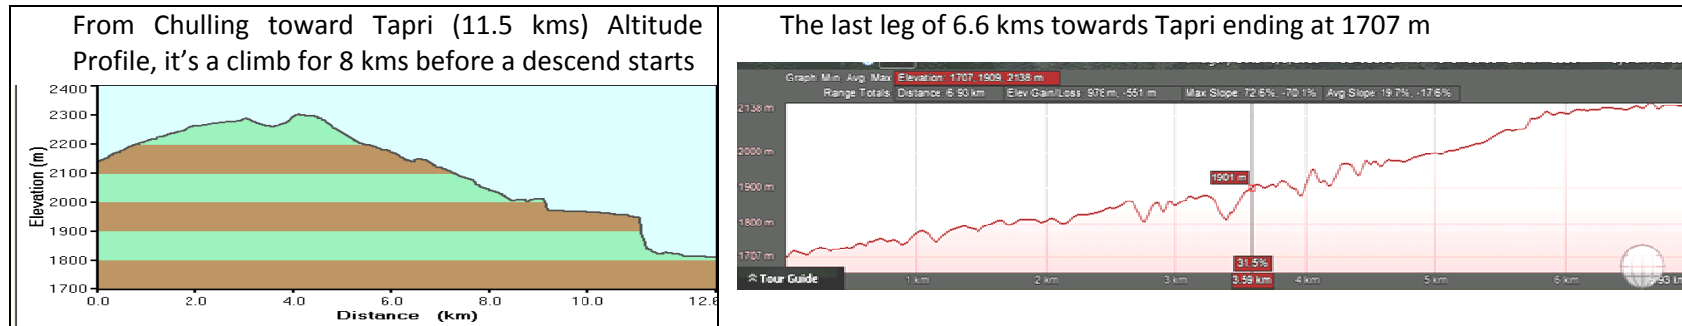 From Chulling toward Tapri (11.5 kms) Altitude
Profile, it’s a climb for 8 kms before a descend starts
2400
2300
2200
2100
2000
1900
1800
1700
Elevation (m)
0.0 2.0 4.0 6.0 8.0 10.0 12.6
Distance (km)
The last leg of 6.6 kms towards Tapri ending at 1707 m
Graph Min, Avg, Max Elevation: 1707, 1909, 2138 m
Range Totals: Distance: 6.93 km Elev Gain/Loss: 976 m, -551 m Max Slope: 72.6%, -70.1% Avg Slope: 19.7%, -17.6%
2138 m
2000 m
1900 m
1800 m
1707 m
1901 m
31.5%
Tour Guide
1 km 2 km 3 km 3.59 km 4 km 5 km 6 km